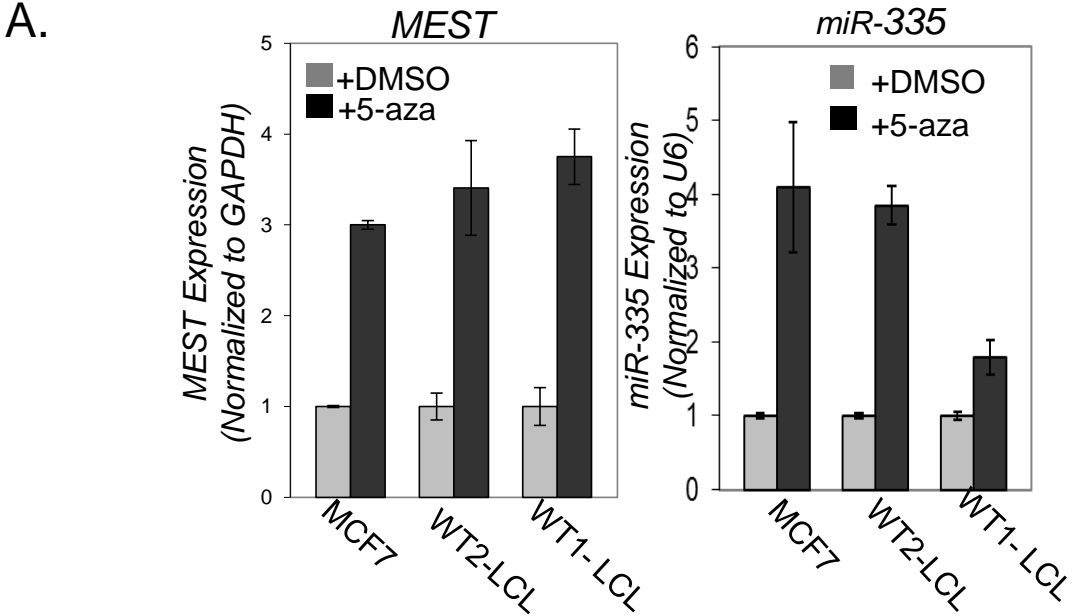 A.
MEST
5
4
3
2
1
0
+DMSO
+5-aza
MEST Expression
(Normalized to GAPDH)
MCF7
WT2-LCL
WT1- LCL
miR-335
6
5
4
3
2
1
0
+DMSO
+5-aza
miR-335 Expression
(Normalized to U6)
MCF7
WT2-LCL
WT1- LCL